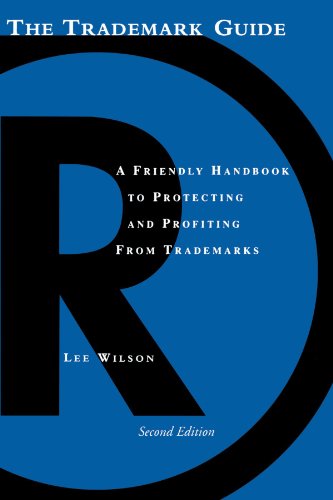 THE TRADEMARK GUIDE
A FRIENDLY HANDBOOK
TO PROTECTING
AND PROFITING
FROM TRADEMARKS
R
LEE WILSON
Second Edition